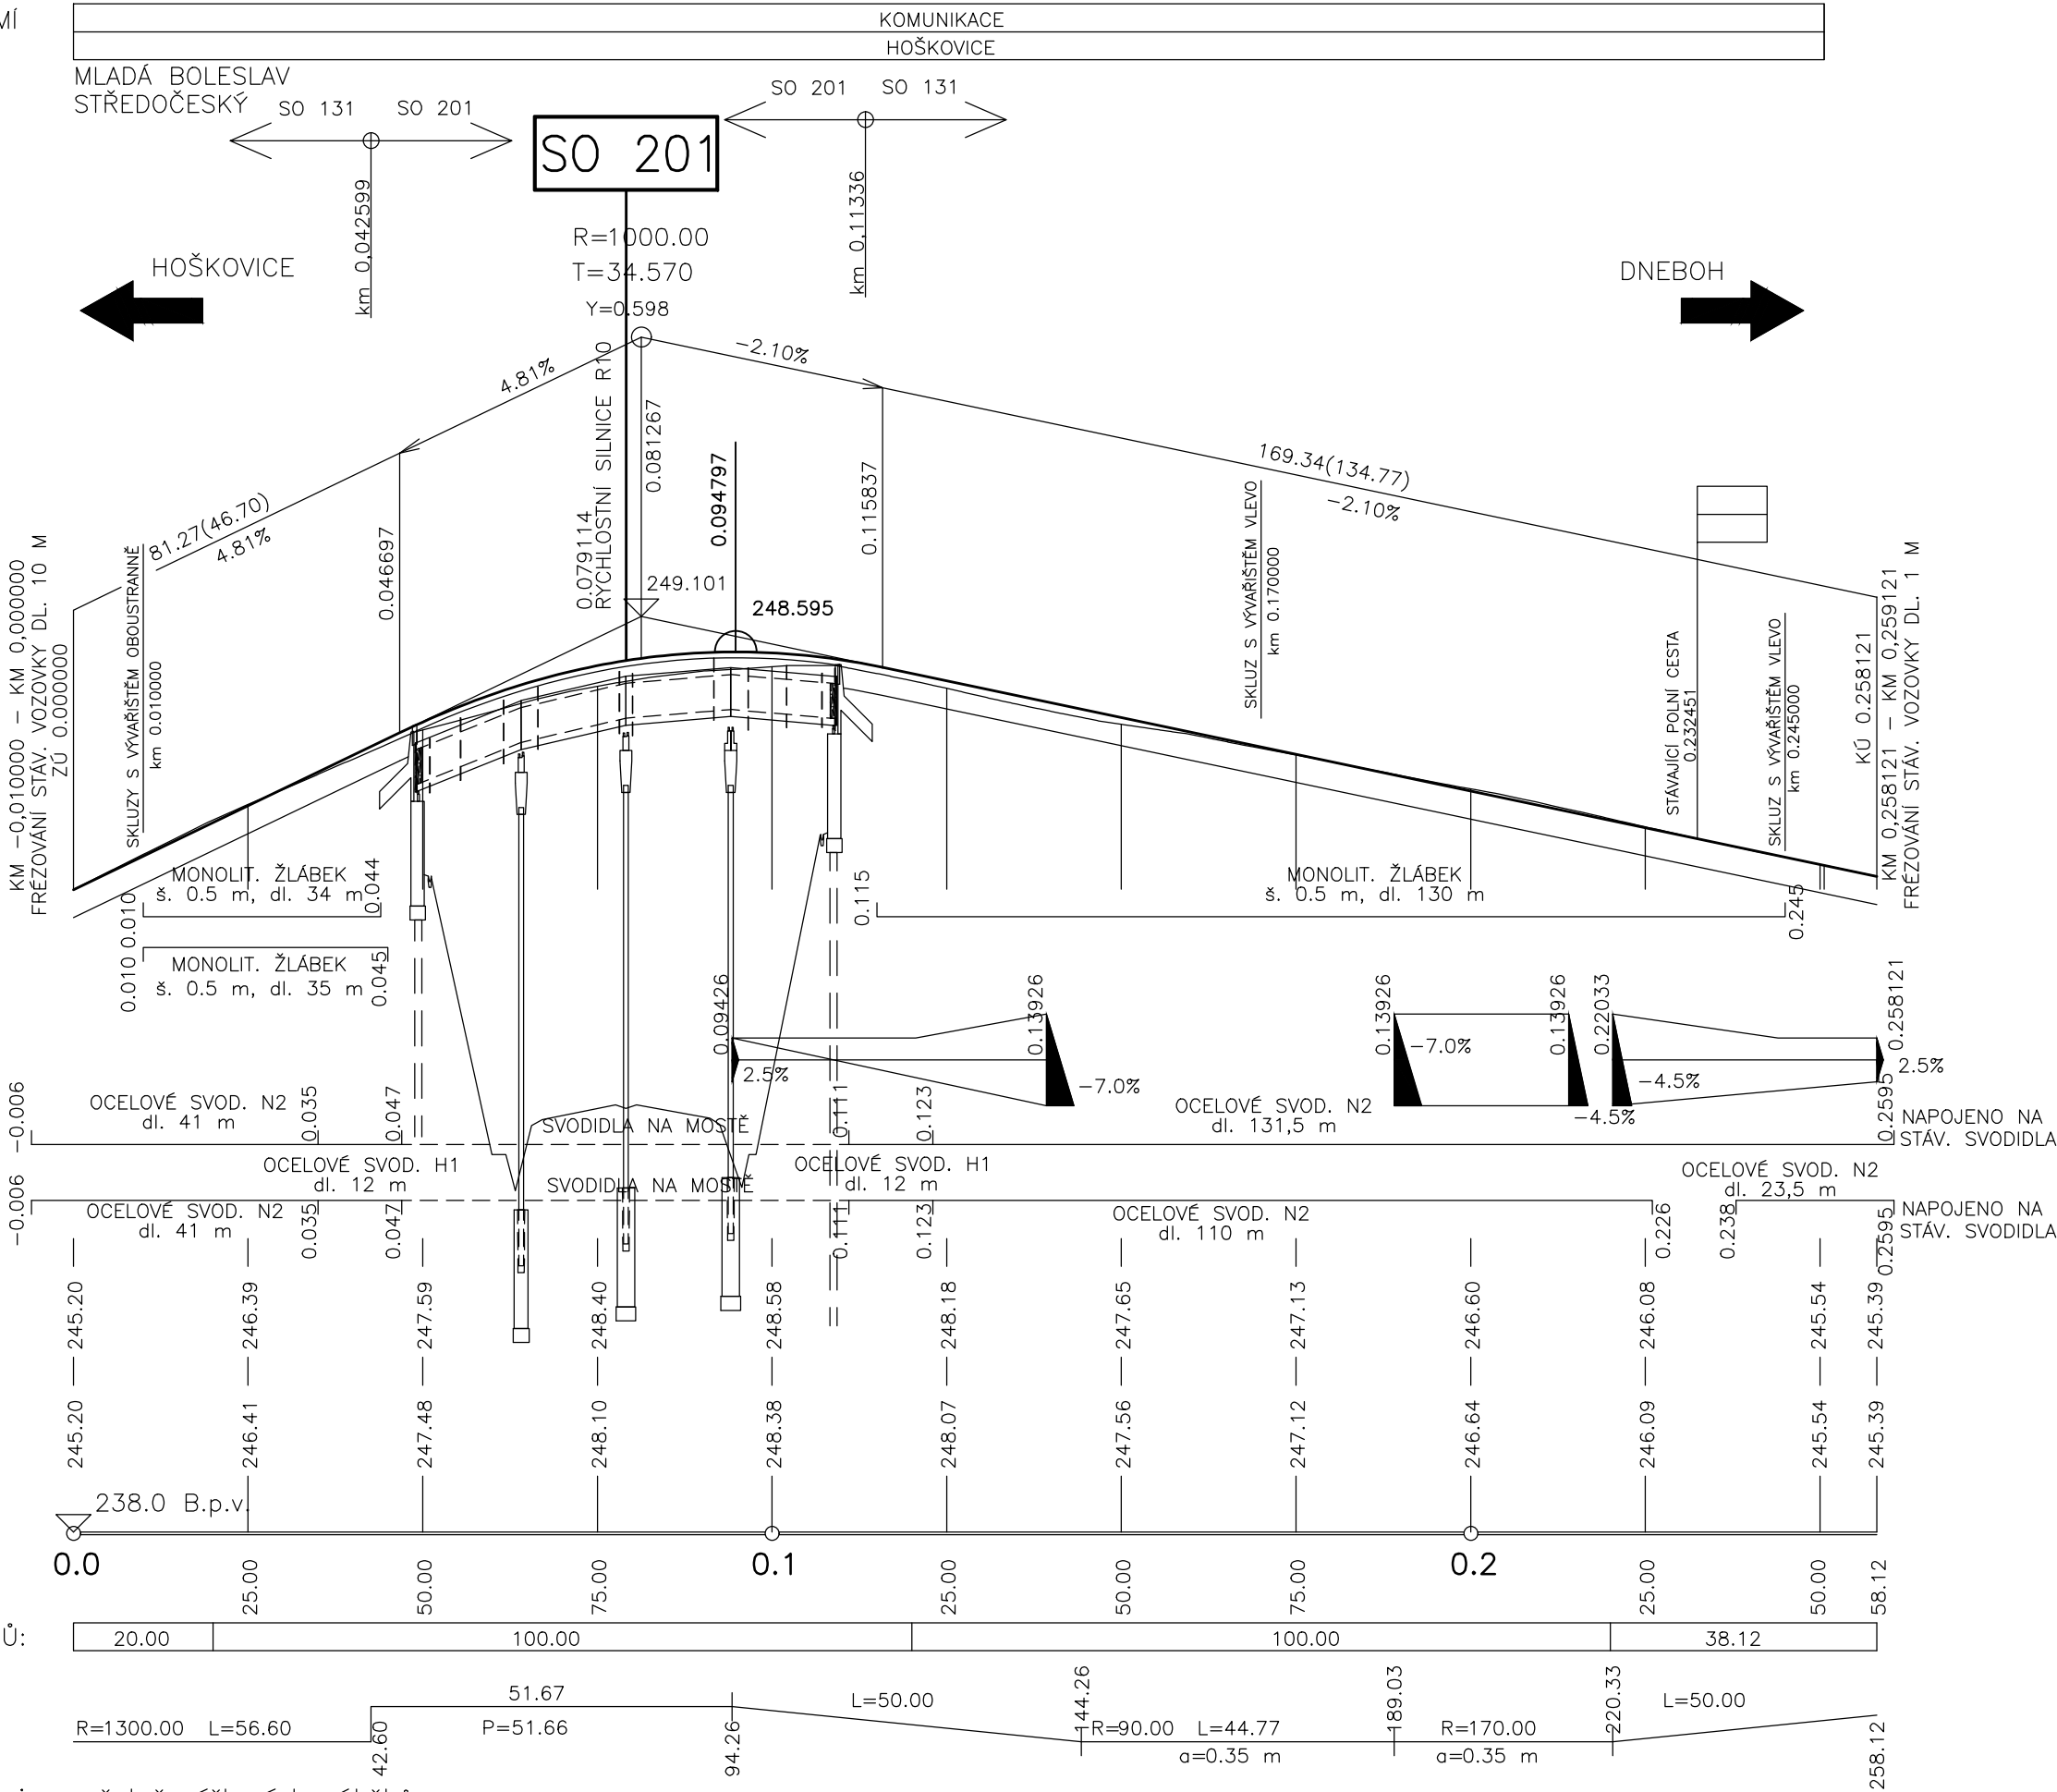 MÍ
KOMUNIKACE
HOŠKOVICE
MLADÁ BOLESLAV
STŘEDOČESKÝ
SO 131
SO 201
SO 201
SO 201
SO 131
km 0,042599
km 0,11336
R=1000.00
T=34.570
Y=0.598
HOŠKOVICE
DNEBOH
4.81%
-2.10%
81.27(46.70)
4.81%
169.34(134.77)
-2.10%
0.046697
0.079114
RYCHLOSTNÍ SILNICE R10
0.081267
0.094797
0.115837
249.101
248.595
KM -0,010000 - KM 0,000000
FRÉZOVÁNÍ STÁV. VOZOVKY DL. 10 M
ZÚ 0.000000
SKLUZY S VÝVAŘIŠTĚM OBOUSTRANNĚ
km 0.010000
SKLUZ S VÝVAŘIŠTĚM VLEVO
km 0.170000
STÁVAJÍCÍ POLNÍ CESTA
0.232451
SKLUZ S VÝVAŘIŠTĚM VLEVO
km 0.245000
KÚ 0.258121
KM 0,258121 - KM 0,259121
FRÉZOVÁNÍ STÁV. VOZOVKY DL. 1 M
0.010
MONOLIT. ŽLÁBEK
š. 0.5 m, dl. 34 m
0.044
0.115
MONOLIT. ŽLÁBEK
š. 0.5 m, dl. 130 m
0.245
0.010
MONOLIT. ŽLÁBEK
š. 0.5 m, dl. 35 m
0.045
0.09426
0.13926
0.13926
0.13926
0.22033
0.258121
2.5%
-7.0%
-7.0%
-4.5%
-4.5%
2.5%
-0.006
OCELOVÉ SVOD. N2
dl. 41 m
0.035
0.047
SVODIDLA NA MOSTĚ
0.111
0.123
OCELOVÉ SVOD. N2
dl. 131,5 m
0.2595
NAPOJENO NA
STÁV. SVODIDLA
OCELOVÉ SVOD. H1
dl. 12 m
OCELOVÉ SVOD. H1
dl. 12 m
OCELOVÉ SVOD. N2
dl. 23,5 m
-0.006
OCELOVÉ SVOD. N2
dl. 41 m
0.035
0.047
SVODIDLA NA MOSTĚ
0.111
0.123
OCELOVÉ SVOD. N2
dl. 110 m
0.226
0.238
0.2595
NAPOJENO NA
STÁV. SVODIDLA
245.20 246.39 247.59 248.40 248.58 248.18 247.65 247.13 246.60 246.08 245.54 245.39
245.20 246.41 247.48 248.10 248.38 248.07 247.56 247.12 246.64 246.09 245.54 245.39
238.0 B.p.v.
0.0 25.00 50.00 75.00 0.1 25.00 50.00 75.00 0.2 25.00 50.00 58.12
Ů:
20.00 100.00 100.00 38.12
R=1300.00 L=56.60
42.60
51.67
P=51.66
94.26
L=50.00
144.26
R=90.00 L=44.77
a=0.35 m
189.03
R=170.00
a=0.35 m
220.33
L=50.00
258.12